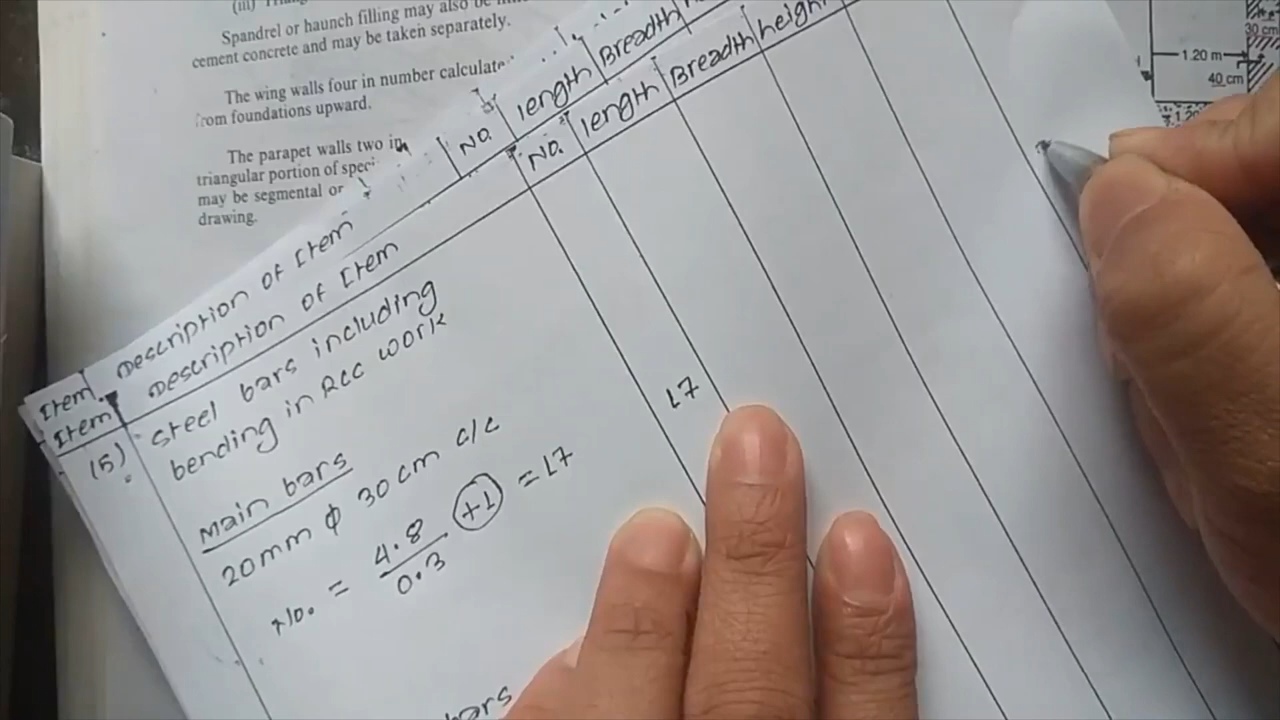 (iii)
Spandrel or haunch filling may also be
cement concrete and may be taken separately.
The wing walls four in number calculate
from foundations upward.
The parapet walls two in
triangular portion of
may be segmental or
drawing.
30 cm
1.20 m
40 cm
Item Description of Item No. length Breadth
Item Description of Item No. length Breadth height
15) Steel bars including
bending in RCC work
Main bars
20mm ϕ 30cm c/c
No. = 4.8/0.3 +1 = 17
17
bars